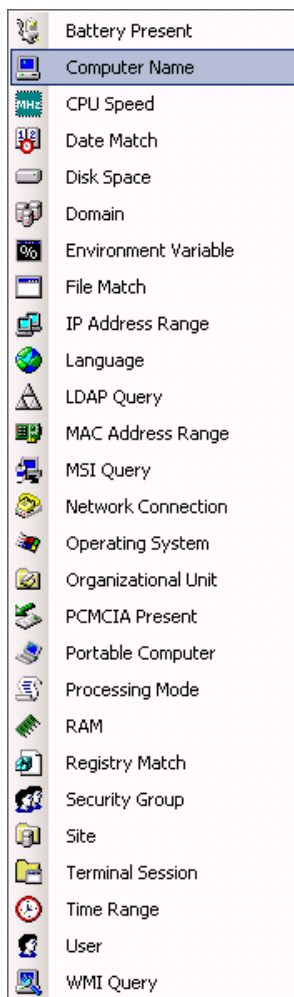 Battery Present
Computer Name
MHz CPU Speed
Date Match
Disk Space
Domain
% Environment Variable
File Match
IP Address Range
Language
LDAP Query
MAC Address Range
MSI Query
Network Connection
Operating System
Organizational Unit
PCMCIA Present
Portable Computer
Processing Mode
RAM
Registry Match
Security Group
Site
Terminal Session
Time Range
User
WMI Query